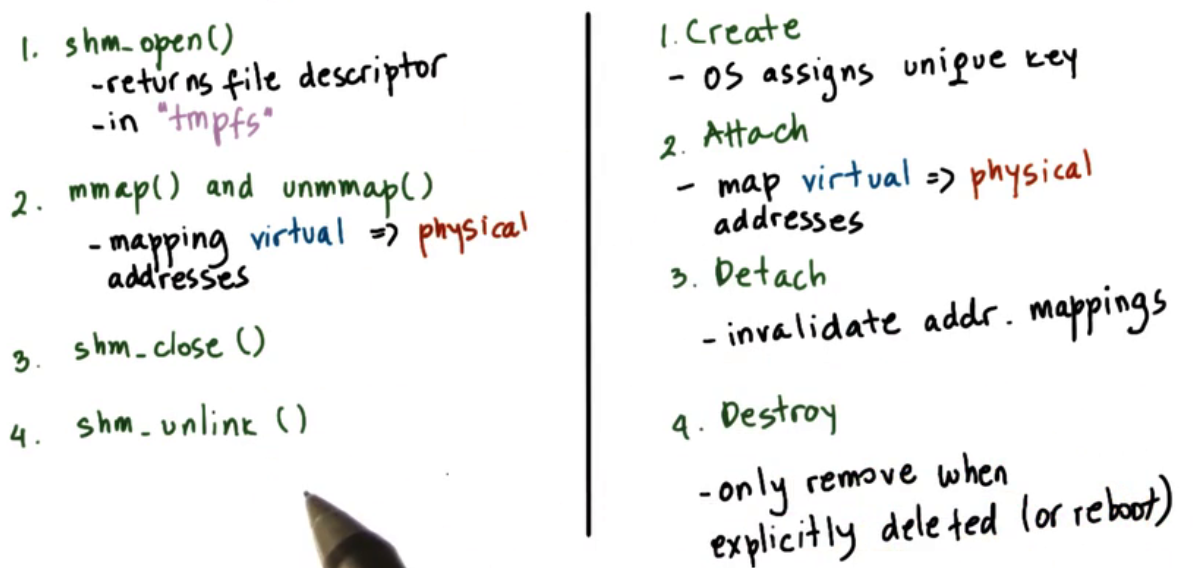 1. shm_open()
-returns file descriptor
-in "tmpfs"
2. mmap() and unmmap()
-mapping virtual => physical
addresses
3. shm_close ()
4. shm_unlink ()
1. Create
- OS assigns unique key
2. Attach
- map virtual => physical
addresses
3. Detach
- invalidate addr. mappings
4. Destroy
-only remove when
explicitly deleted (or reboot)